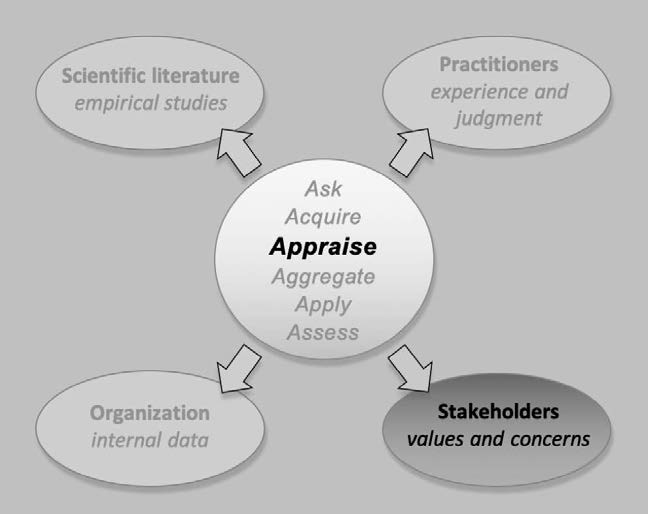 Scientific literature
empirical studies
Practitioners
experience and
judgment
Ask
Acquire
Appraise
Aggregate
Apply
Assess
Organization
internal data
Stakeholders
values and concerns